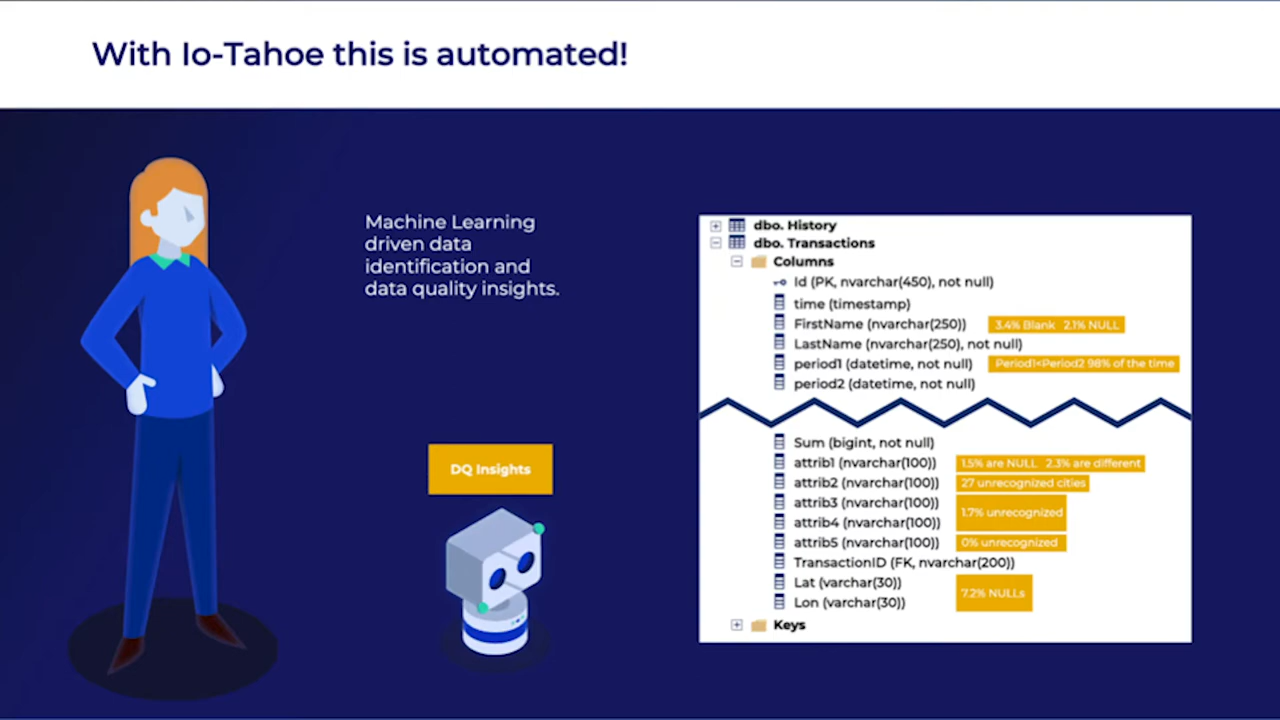 With Io-Tahoe this is automated!
Machine Learning
driven data
identification and
data quality insights.
DQ Insights
dbo. History
dbo. Transactions
Columns
Id (PK, nvarchar(450), not null)
time (timestamp)
FirstName (nvarchar(250)) 3.4% Blank 2.1% NULL
LastName (nvarchar(250), not null)
period1 (datetime, not null) Period1<Period2 98% of the time
period2 (datetime, not null)
Sum (bigint, not null)
attrib1 (nvarchar(100)) 1.5% are NULL 2.3% are different
attrib2 (nvarchar(100)) 27 unrecognized cities
attrib3 (nvarchar(100))
1.7% unrecognized
attrib4 (nvarchar(100))
attrib5 (nvarchar(100)) 0% unrecognized
TransactionID (FK, nvarchar(200))
Lat (varchar(30))
7.2% NULLs
Lon (varchar(30))
Keys